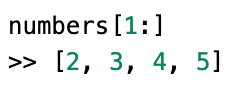 numbers[1:]
>> [2, 3, 4, 5]